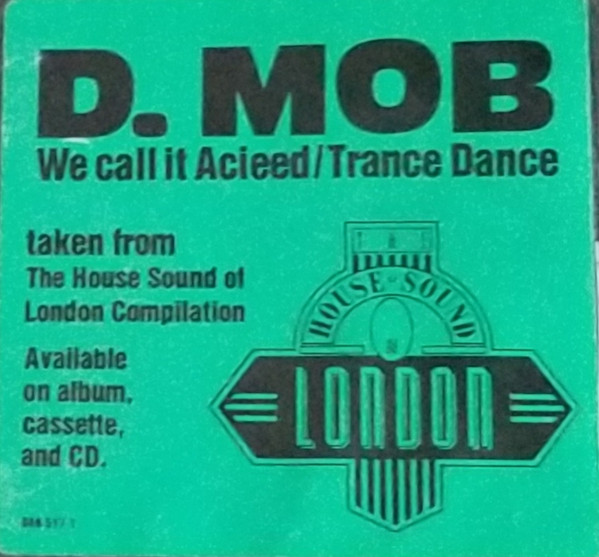 D. MOB
We call it Acieed/Trance Dance
taken from
The House Sound of
London Compilation
Available
on album,
cassette,
and CD.
THE
HOUSE SOUND
LONDON